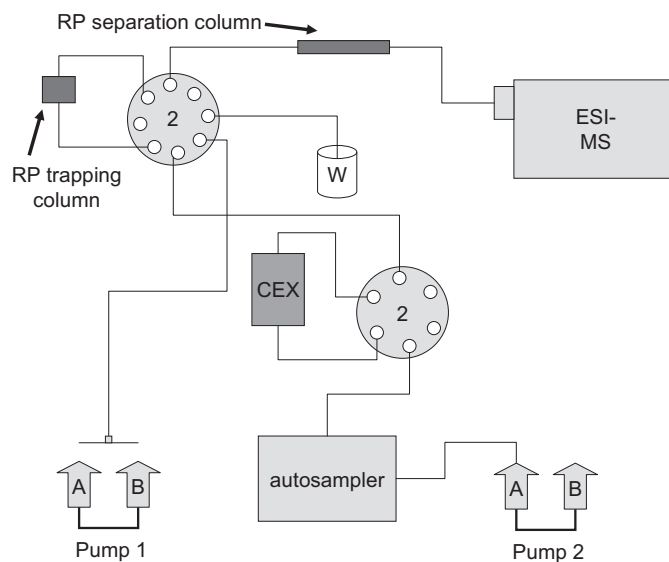 RP separation column
2
ESI-
MS
RP trapping
column
W
CEX
2
autosampler
A
B
A
B
Pump 1
Pump 2